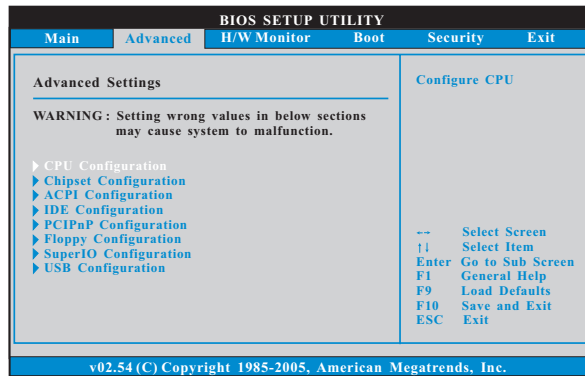 BIOS SETUP UTILITY
Main Advanced H/W Monitor Boot Security Exit
Advanced Settings
WARNING : Setting wrong values in below sections
may cause system to malfunction.
CPU Configuration
Chipset Configuration
ACPI Configuration
IDE Configuration
PCIPnP Configuration
Floppy Configuration
SuperIO Configuration
USB Configuration
Configure CPU
←→ Select Screen
↑↓ Select Item
Enter Go to Sub Screen
F1 General Help
F9 Load Defaults
F10 Save and Exit
ESC Exit
v02.54 (C) Copyright 1985-2005, American Megatrends, Inc.